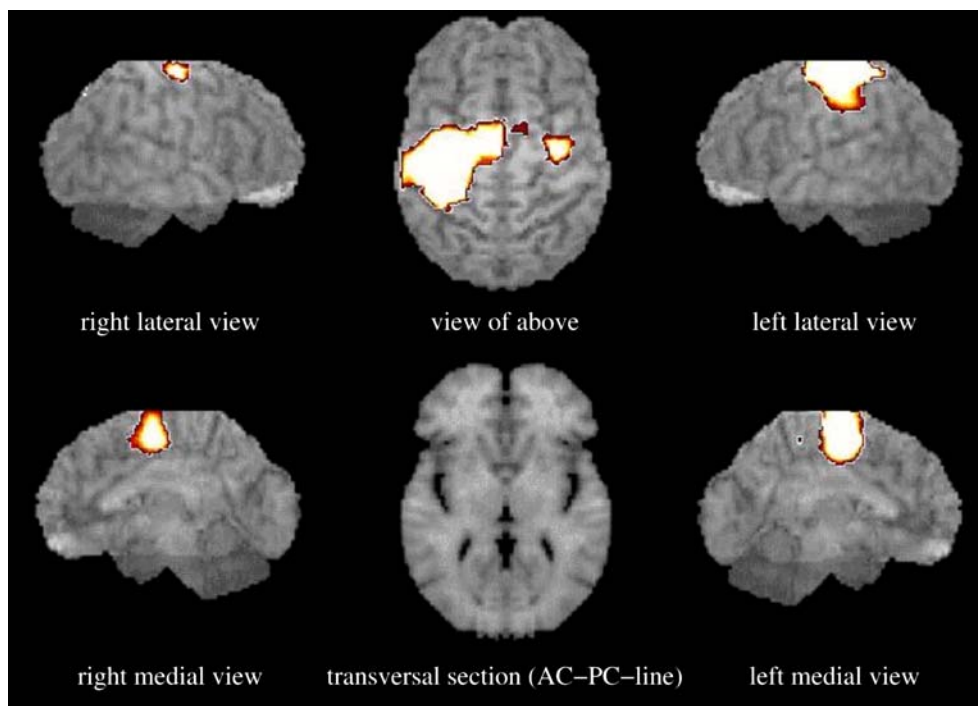 right lateral view
view of above
left lateral view
right medial view
transversal section (AC−PC−line)
left medial view